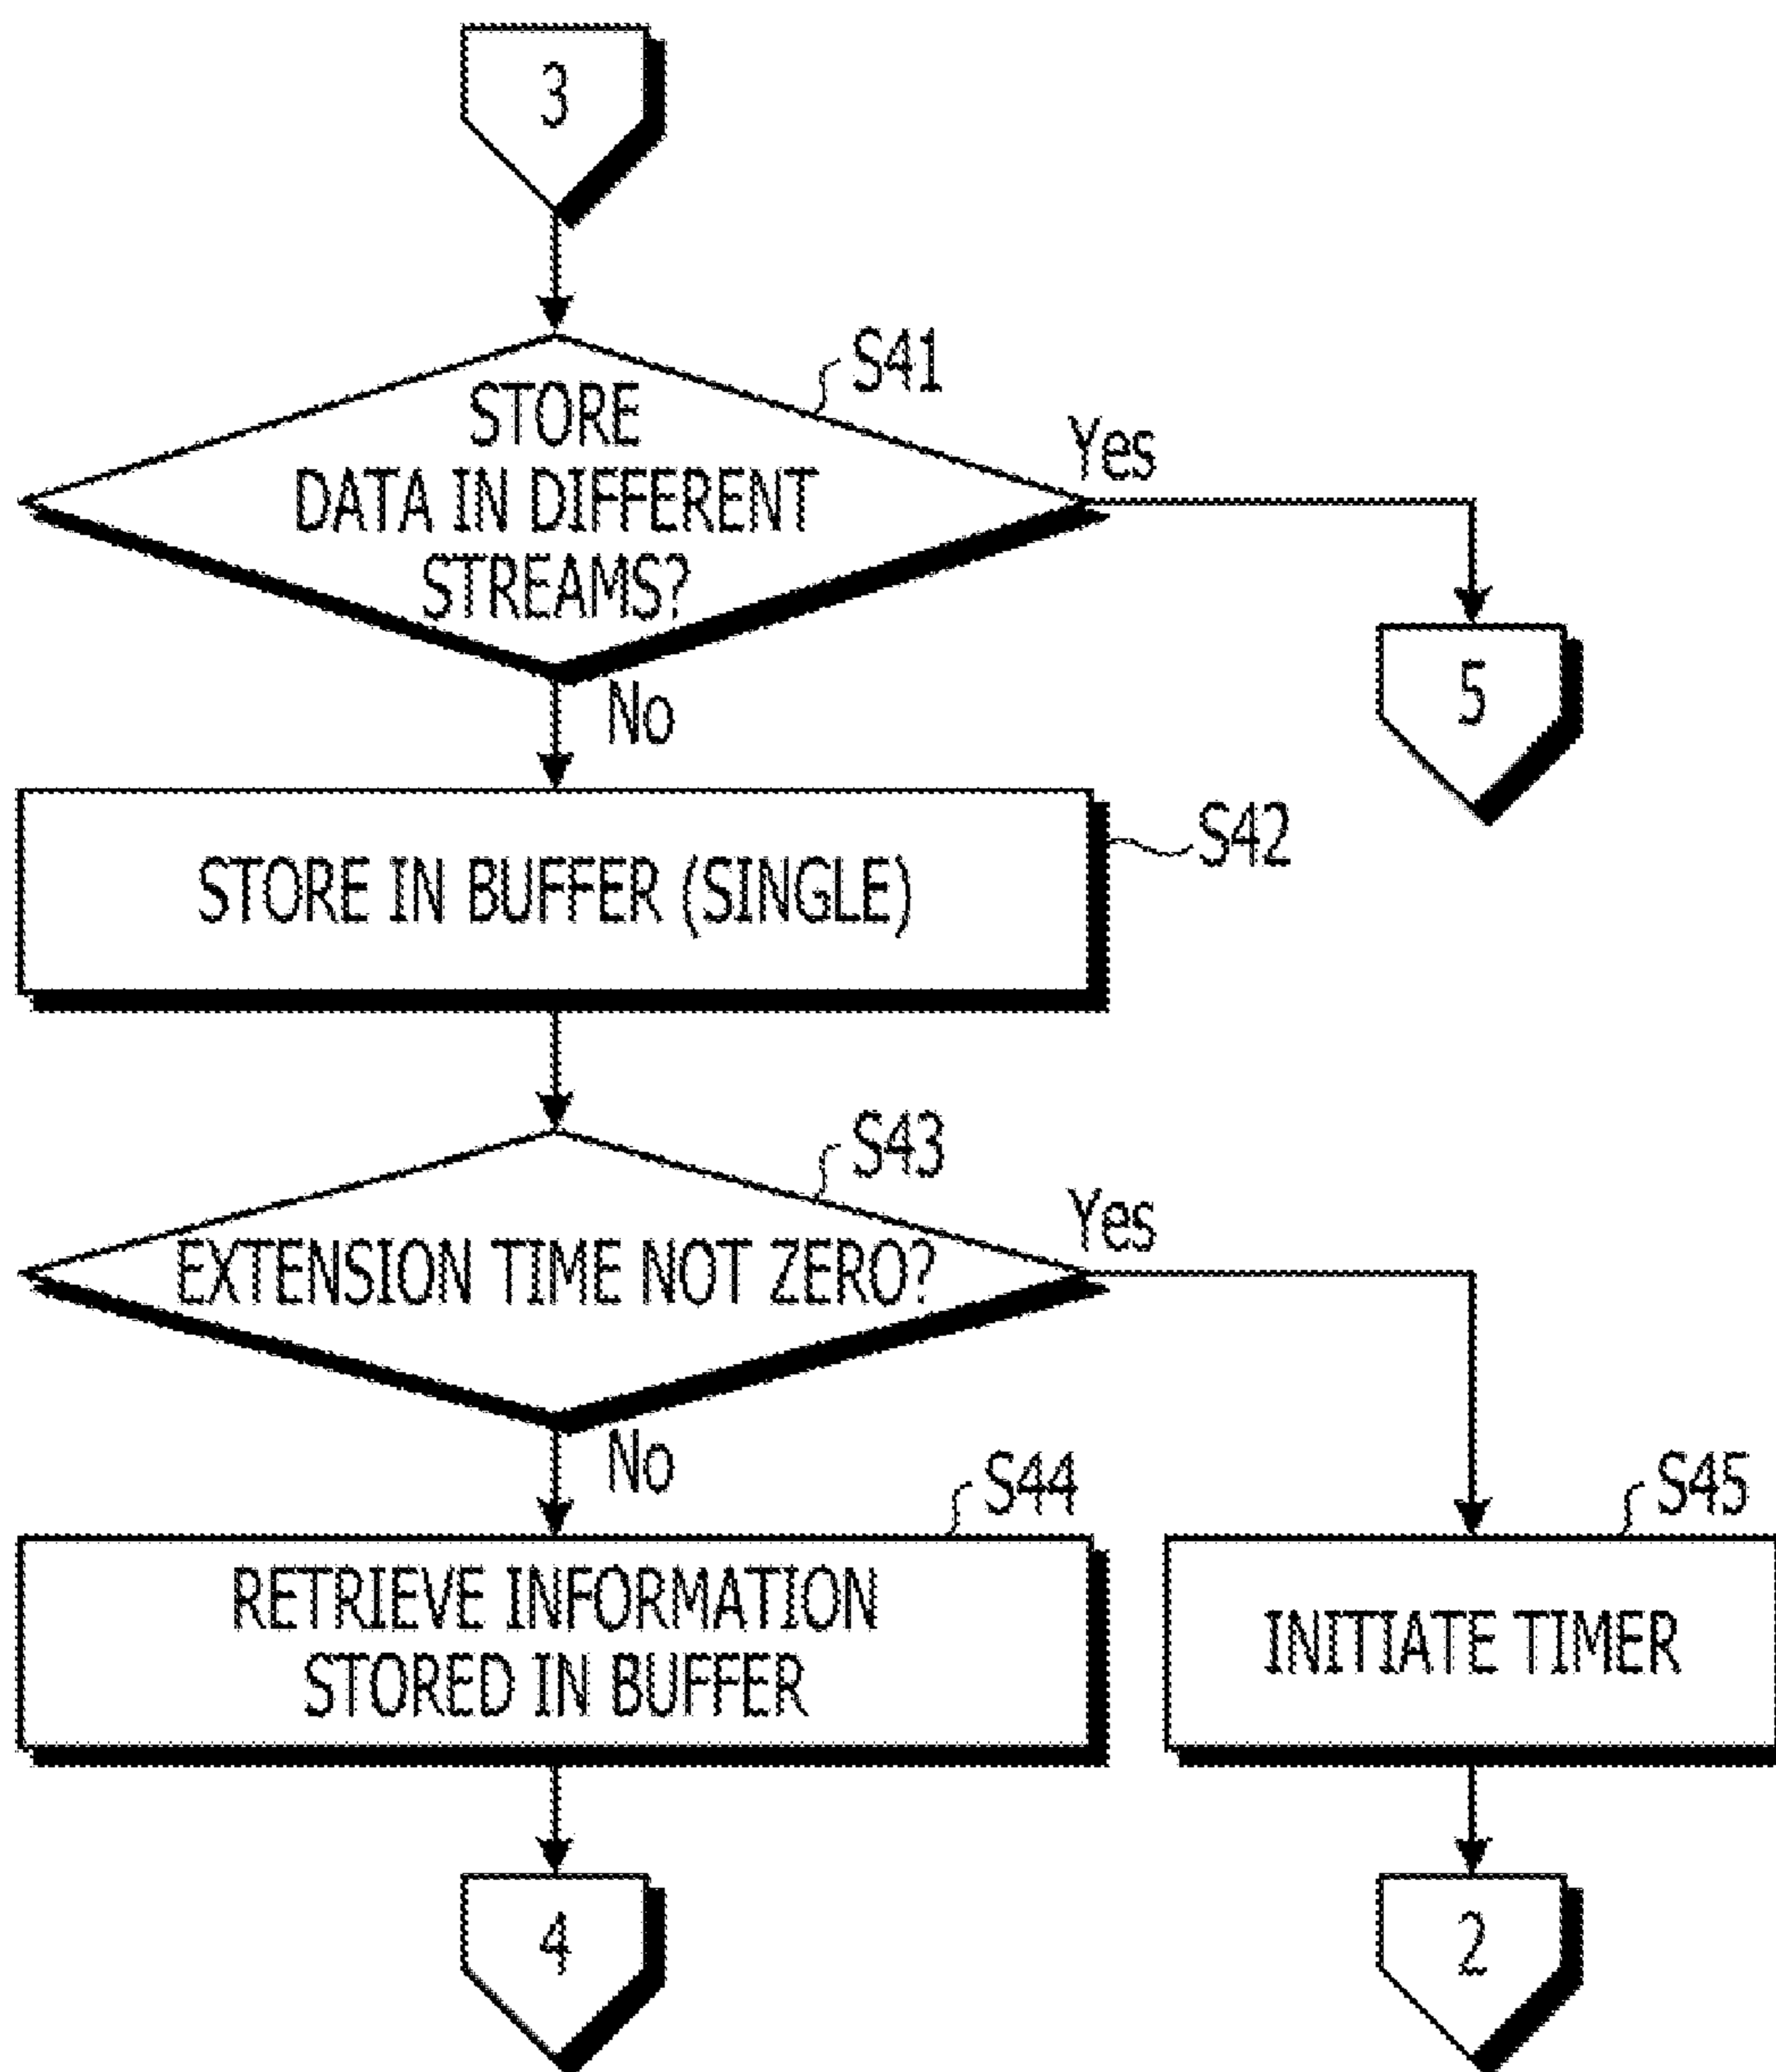 3
S41
STORE
DATA IN DIFFERENT
STREAMS?
Yes
5
No
S42
STORE IN BUFFER (SINGLE)
S43
EXTENSION TIME NOT ZERO?
Yes
No
S44
RETRIEVE INFORMATION
STORED IN BUFFER
S45
INITIATE TIMER
4
2